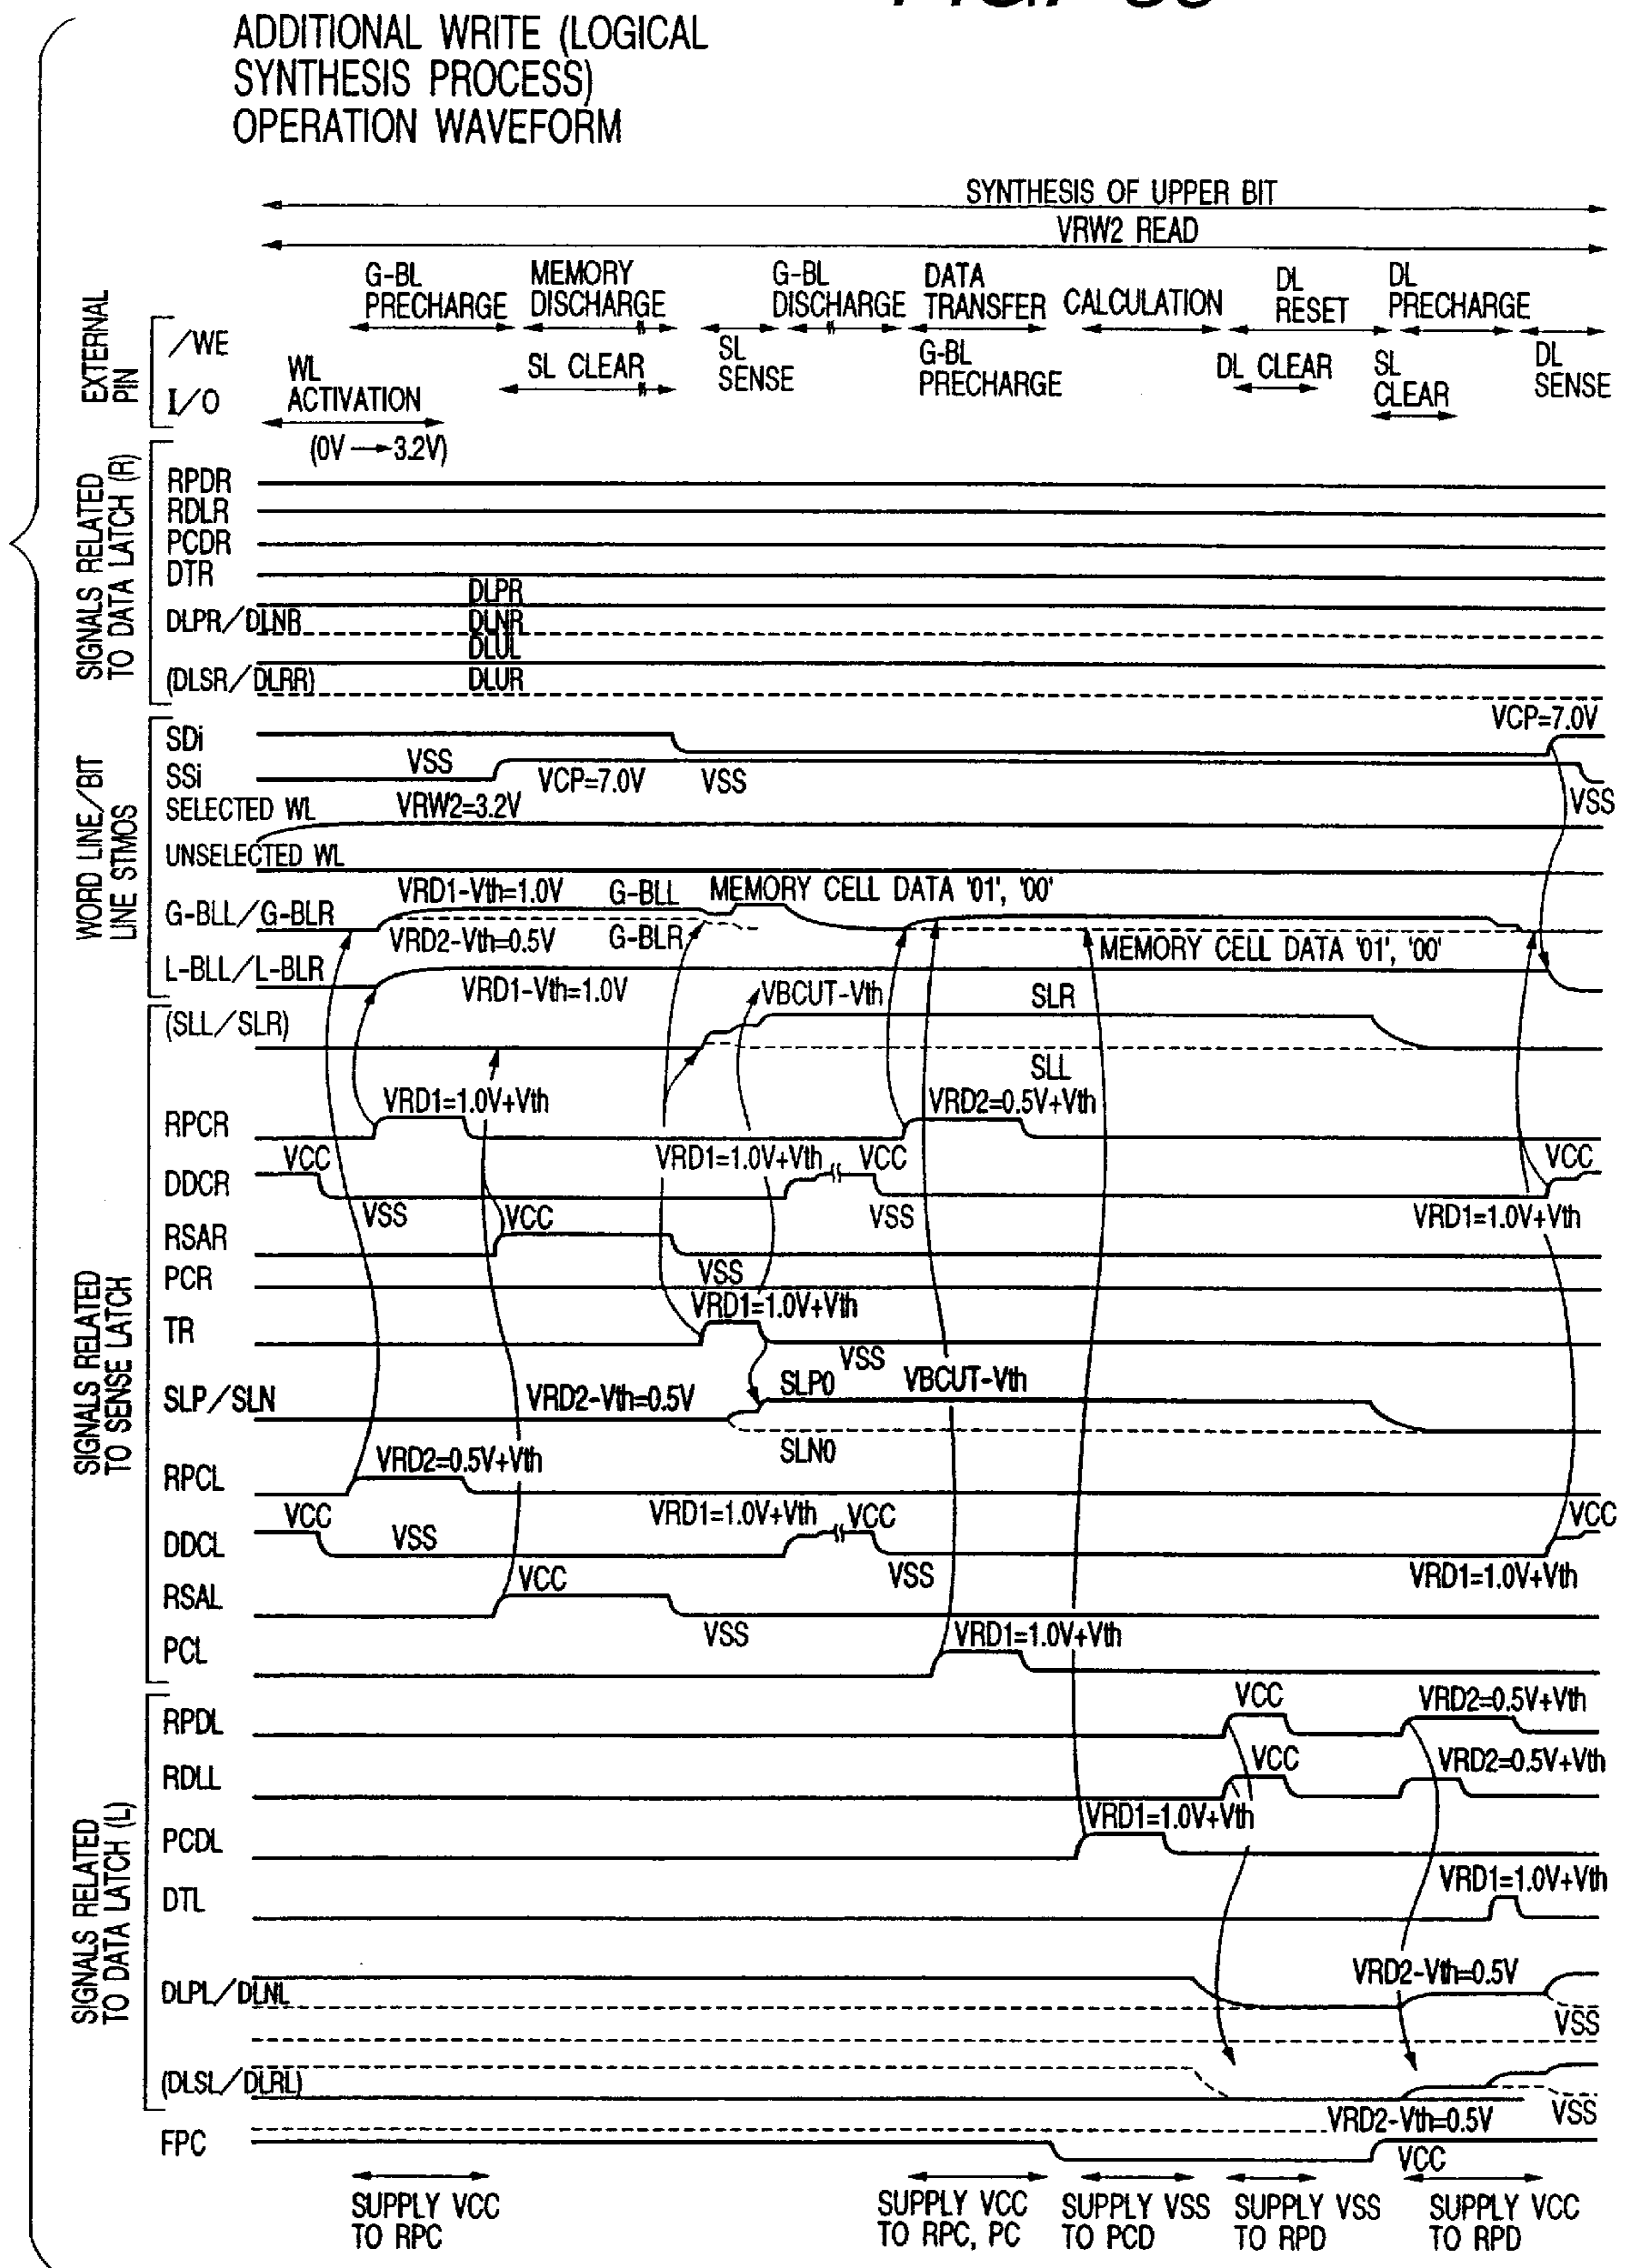 ADDITIONAL WRITE (LOGICAL
SYNTHESIS PROCESS)
OPERATION WAVEFORM
SYNTHESIS OF UPPER BIT
VRW2 READ
G-BL
PRECHARGE
MEMORY
DISCHARGE
G-BL
DISCHARGE
DATA
TRANSFER
CALCULATION
DL
RESET
DL
PRECHARGE
EXTERNAL
PIN
/WE
I/O
WL
ACTIVATION
(0V→3.2V)
SL CLEAR
SL
SENSE
G-BL
PRECHARGE
DL CLEAR
SL
CLEAR
DL
SENSE
SIGNALS RELATED
TO DATA LATCH (R)
RPDR
RDLR
PCDR
DTR
DLPR
DLPR/DLNR
DLNR
DLUL
(DLSR/DLRR)
DLUR
WORD LINE/BIT
LINE STMOS
VCP=7.0V
SDi
SSi
VSS
VCP=7.0V
VSS
VSS
SELECTED WL
VRW2=3.2V
UNSELECTED WL
VRD1-Vth=1.0V
G-BLL
MEMORY CELL DATA '01', '00'
G-BLL/G-BLR
VRD2-Vth=0.5V
G-BLR
MEMORY CELL DATA '01', '00'
L-BLL/L-BLR
VRD1-Vth=1.0V
SIGNALS RELATED
TO SENSE LATCH
VBCUT-Vth
SLR
(SLL/SLR)
SLL
VRD1=1.0V+Vth
VRD2=0.5V+Vth
RPCR
VCC
VRD1=1.0V+Vth
VCC
VCC
DDCR
VSS
VSS
VRD1=1.0V+Vth
VCC
RSAR
VSS
PCR
VRD1=1.0V+Vth
TR
VSS
SLP/SLN
VRD2-Vth=0.5V
SLP0
VBCUT-Vth
SLN0
VRD2=0.5V+Vth
RPCL
VCC
VRD1=1.0V+Vth
VCC
VCC
DDCL
VSS
VSS
VRD1=1.0V+Vth
VCC
RSAL
VSS
VRD1=1.0V+Vth
PCL
SIGNALS RELATED
TO DATA LATCH (L)
VCC
VRD2=0.5V+Vth
RPDL
VCC
VRD2=0.5V+Vth
RDLL
VRD1=1.0V+Vth
PCDL
VRD1=1.0V+Vth
DTL
VRD2-Vth=0.5V
DLPL/DLNL
VSS
(DLSL/DLRL)
VSS
VRD2-Vth=0.5V
FPC
VCC
SUPPLY VCC
TO RPC
SUPPLY VCC
TO RPC, PC
SUPPLY VSS
TO PCD
SUPPLY VSS
TO RPD
SUPPLY VCC
TO RPD